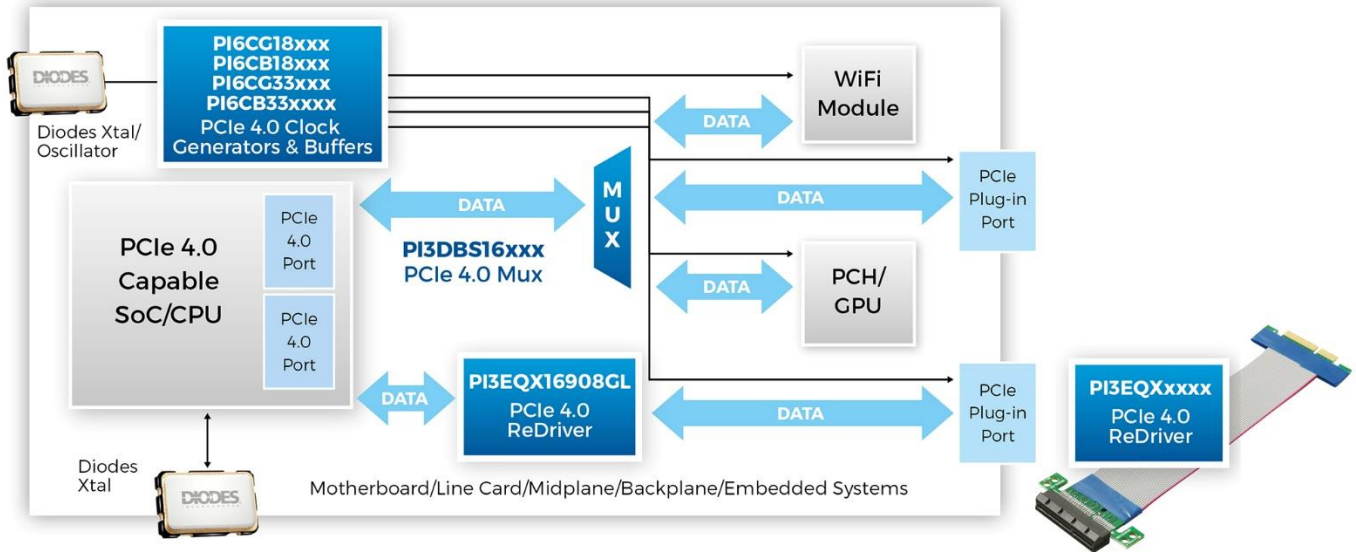 PI6CG18xxx
PI6CB18xxx
PI6CG33xxx
PI6CB33xxxx
PCIe 4.0 Clock
Generators & Buffers
DIODES
Diodes Xtal/
Oscillator
WiFi
Module
DATA
PCIe 4.0
Capable
SoC/CPU
PCIe
4.0
Port
PCIe
4.0
Port
DATA
PI3DBS16xxx
PCIe 4.0 Mux
MUX
DATA
PCIe
Plug-in
Port
DATA
PCH/
GPU
DATA
PI3EQX16908GL
PCIe 4.0
ReDriver
DATA
PCIe
Plug-in
Port
PI3EQXxxxx
PCIe 4.0
ReDriver
Diodes
Xtal
DIODES
Motherboard/Line Card/Midplane/Backplane/Embedded Systems